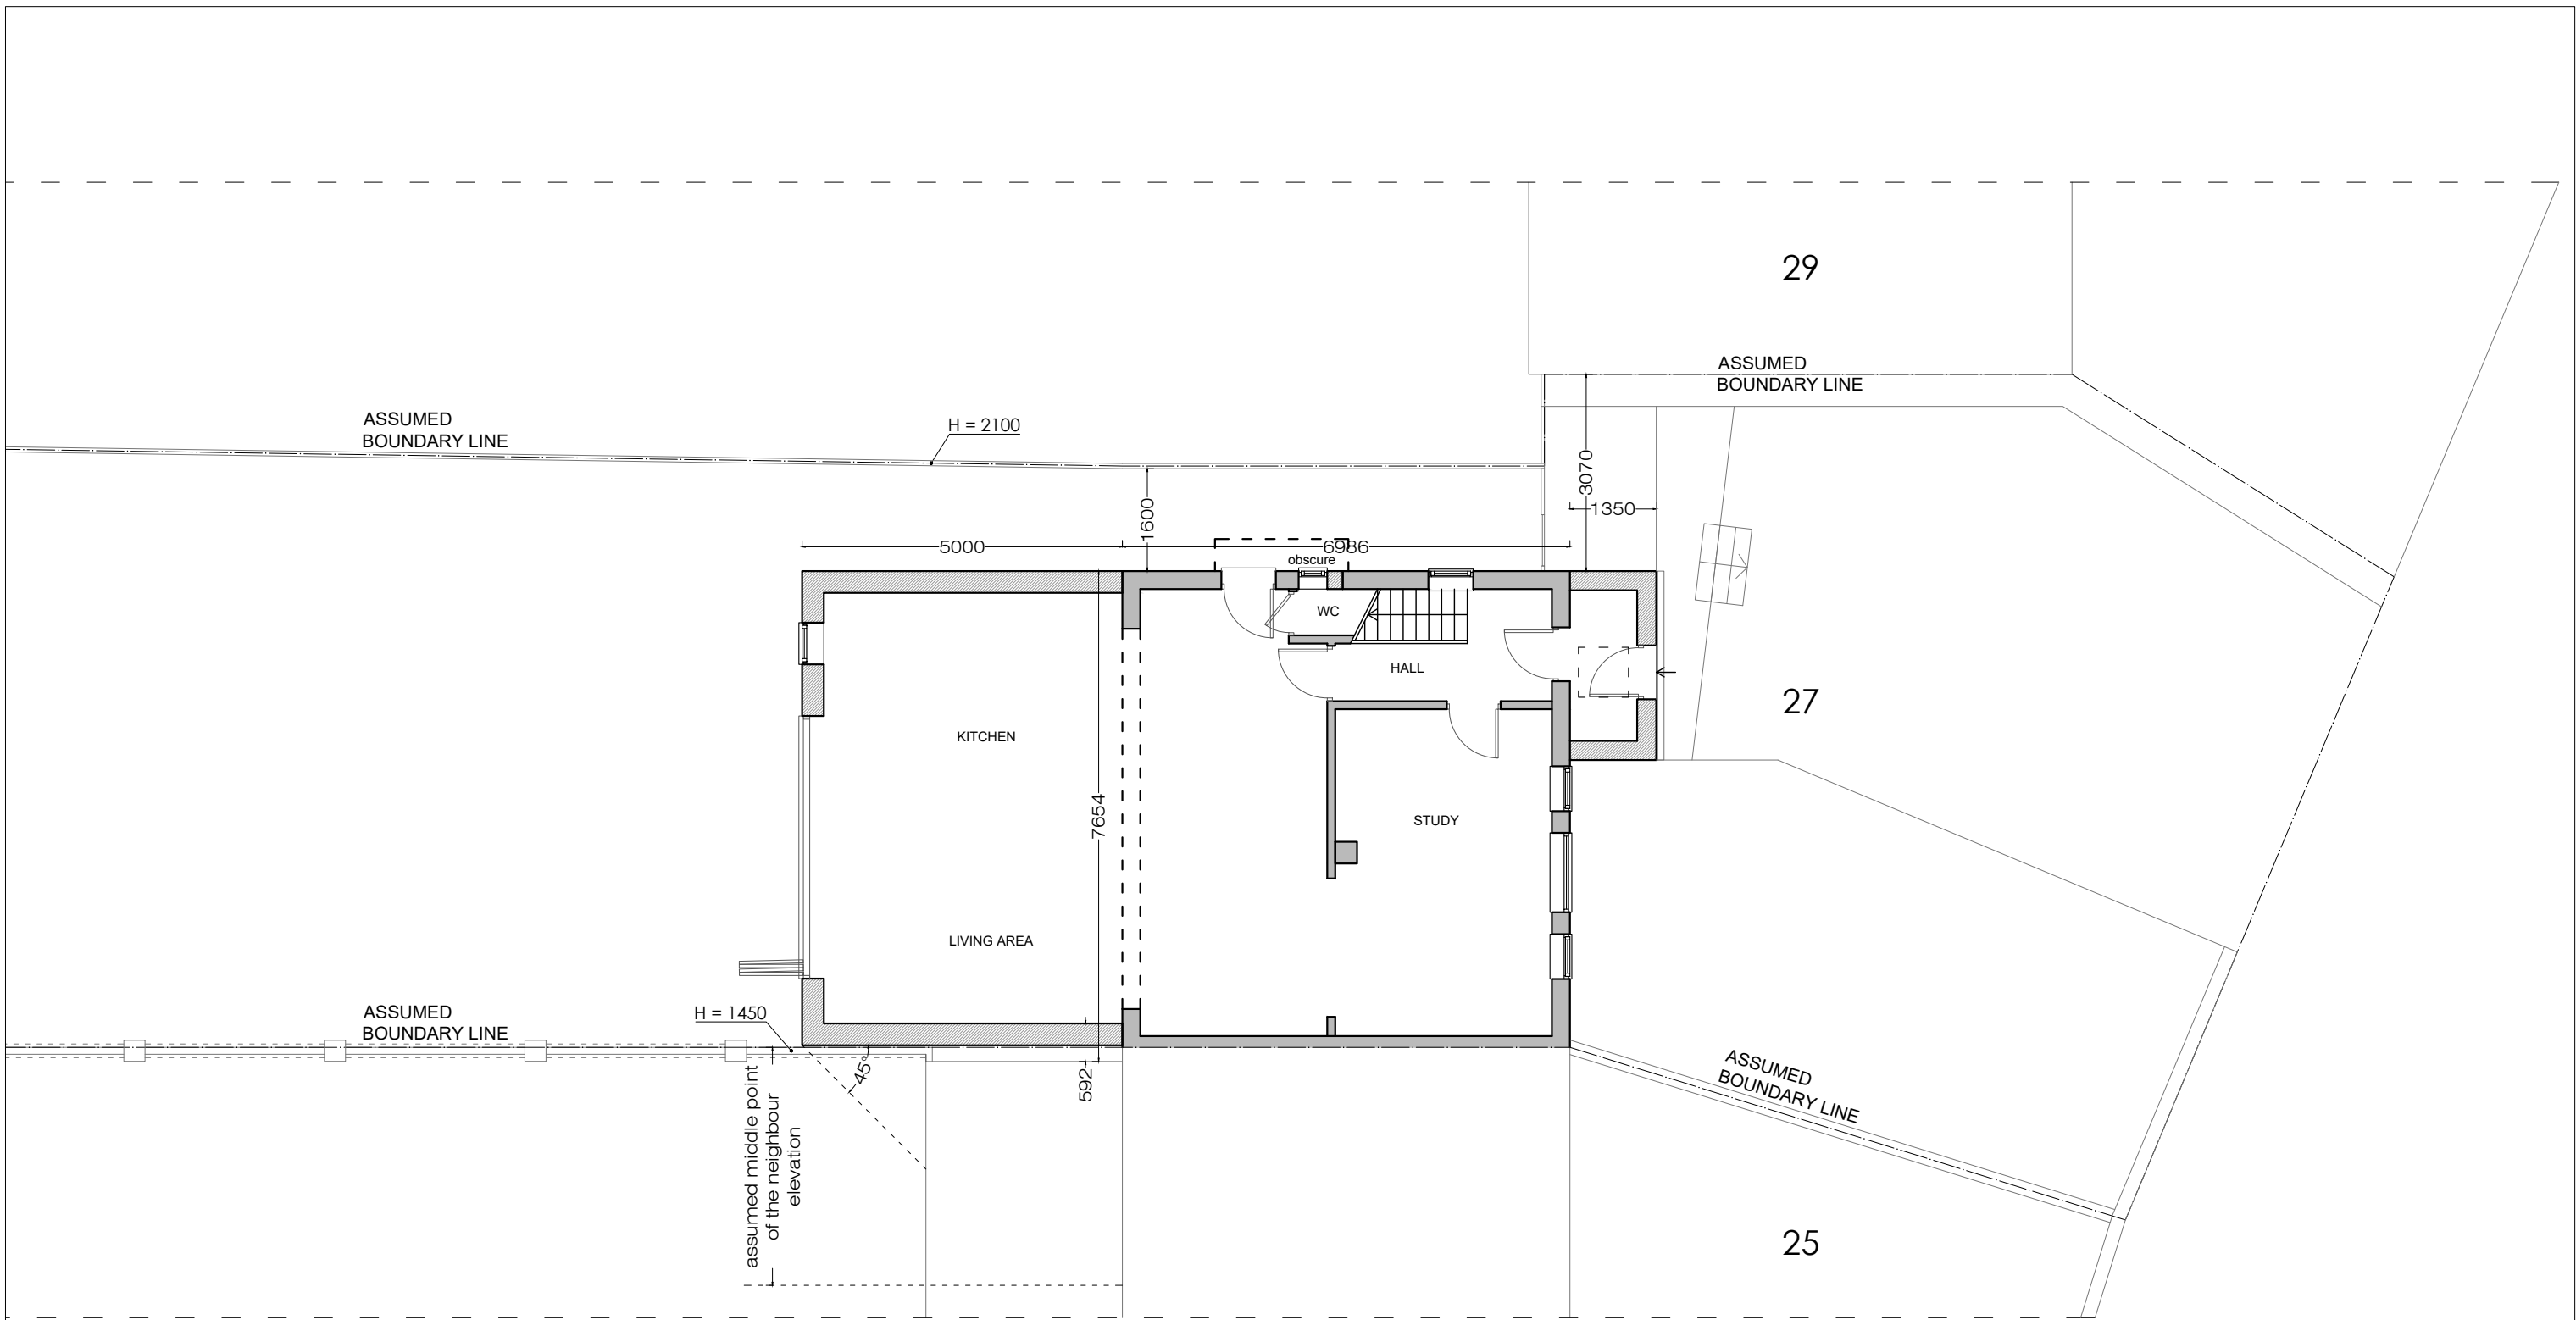 29
ASSUMED
BOUNDARY LINE
ASSUMED
BOUNDARY LINE
H = 2100
3070
1600
1350
5000
6986
obscure
WC
HALL
27
KITCHEN
7654
STUDY
LIVING AREA
ASSUMED
BOUNDARY LINE
H = 1450
45°
592
assumed middle point
of the neighbour
elevation
ASSUMED
BOUNDARY LINE
25